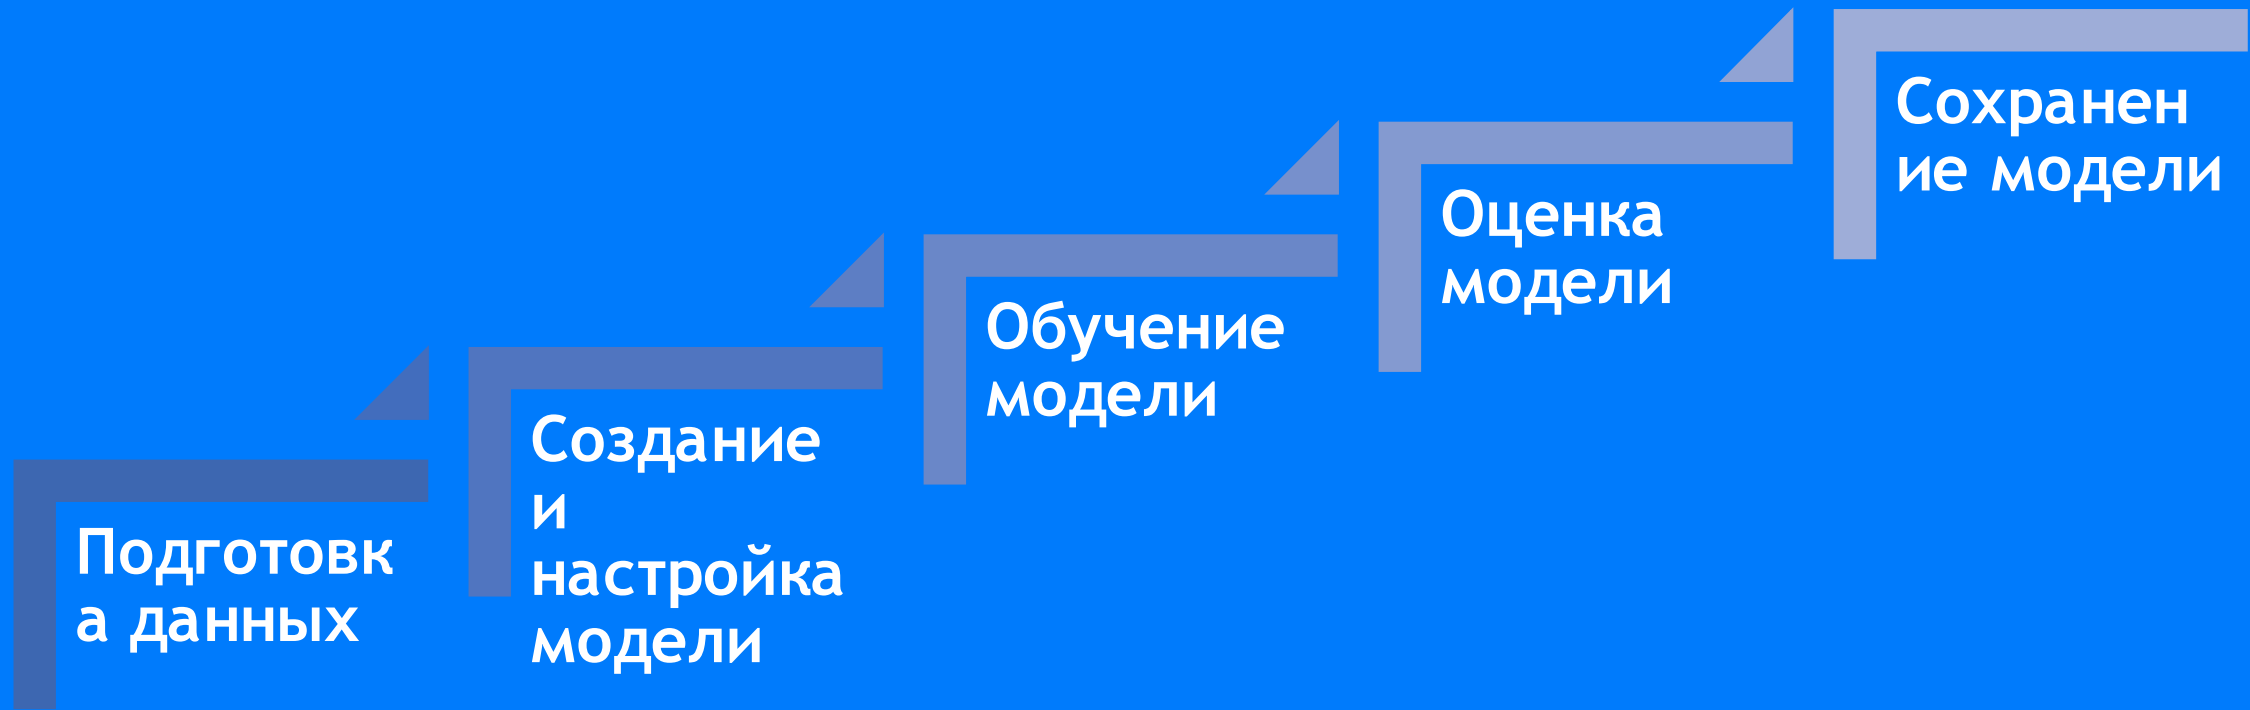 Подготовк
а данных
Создание
и
настройка
модели
Обучение
модели
Оценка
модели
Сохранен
ие модели